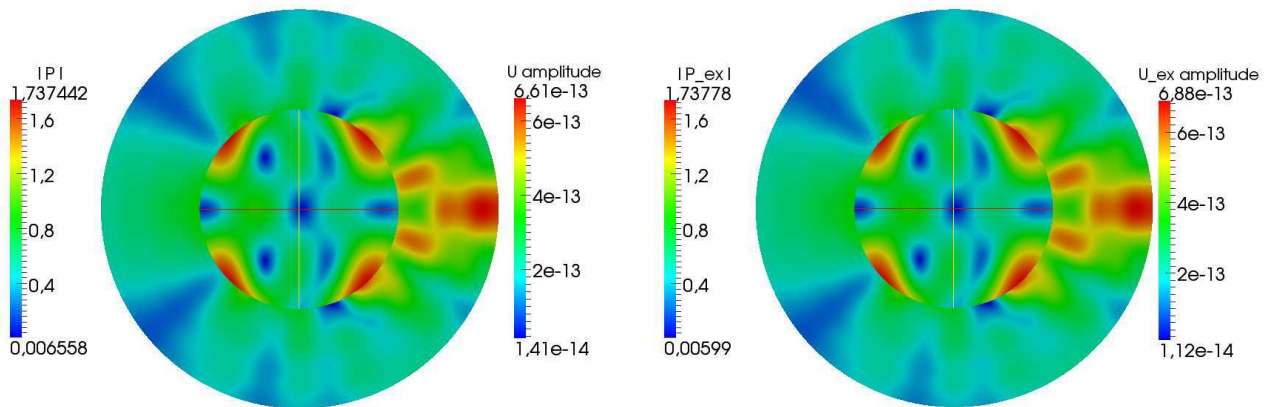 |P|
1,737442
1,6
1,2
0,8
0,4
0,006558
U amplitude
6,61e-13
6e-13
4e-13
2e-13
1,41e-14
|P_ex|
1,73778
1,6
1,2
0,8
0,4
0,00599
U_ex amplitude
6,88e-13
6e-13
4e-13
2e-13
1,12e-14